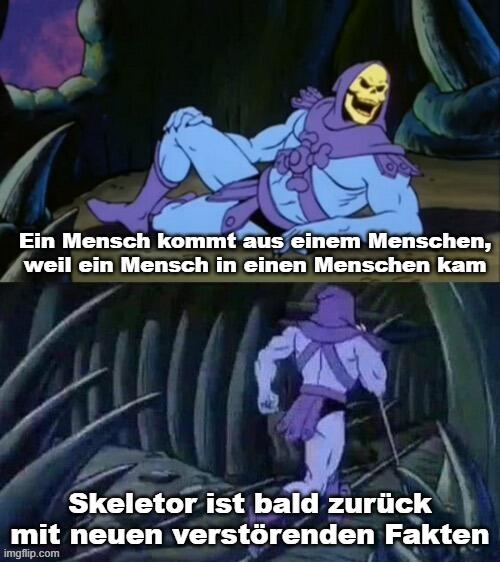 Ein Mensch kommt aus einem Menschen,
weil ein Mensch in einen Menschen kam
Skeletor ist bald zurück
mit neuen verstörenden Fakten
imgflip.com